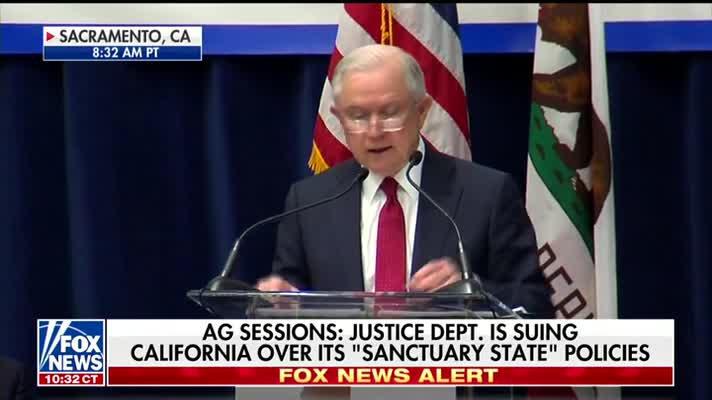 SACRAMENTO, CA
8:32 AM PT
REPU
AG SESSIONS: JUSTICE DEPT. IS SUING
CALIFORNIA OVER ITS "SANCTUARY STATE" POLICIES
FOX
NEWS
10:32 CT
FOX NEWS ALERT